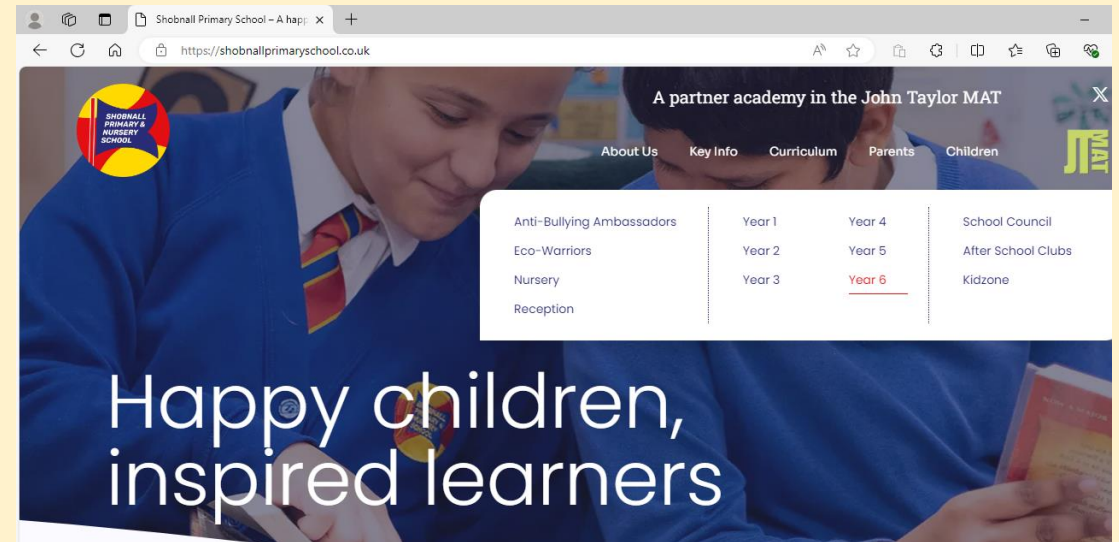 Shobnall Primary School – A happ
https://shobnallprimaryschool.co.uk
SHOBNALL
PRIMARY &
NURSERY
SCHOOL
A partner academy in the John Taylor MAT
X
About Us Key Info Curriculum Parents Children
JT MAT
Anti-Bullying Ambassadors Year 1 Year 4 School Council
Eco-Warriors Year 2 Year 5 After School Clubs
Nursery Year 3 Year 6 Kidzone
Reception
Happy children,
inspired learners